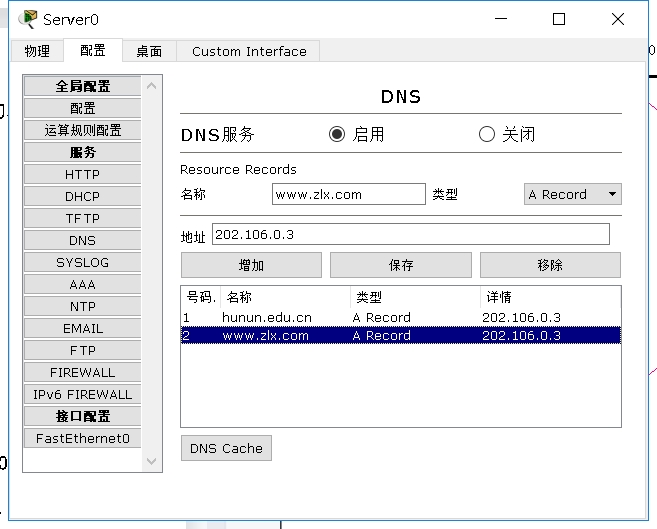 Server0
物理 配置 桌面 Custom Interface
全局配置
配置
运算规则配置
服务
HTTP
DHCP
TFTP
DNS
SYSLOG
AAA
NTP
EMAIL
FTP
FIREWALL
IPv6 FIREWALL
接口配置
FastEthernet0
DNS
DNS服务 启用 关闭
Resource Records
名称 www.zlx.com 类型 A Record
地址 202.106.0.3
增加 保存 移除
号码. 名称 类型 详情
1 hunun.edu.cn A Record 202.106.0.3
2 www.zlx.com A Record 202.106.0.3
DNS Cache